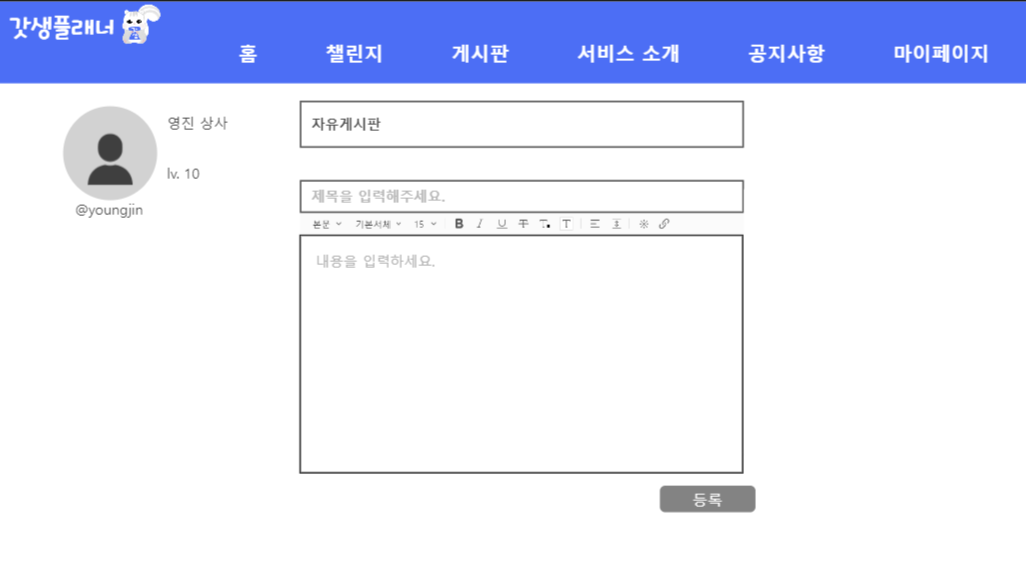 갓생플래너
홈 챌린지 게시판 서비스 소개 공지사항 마이페이지
영진 상사
lv. 10
@youngjin
자유게시판
제목을 입력해주세요.
본문 기본서체 15 B I U T T. T
내용을 입력하세요.
등록